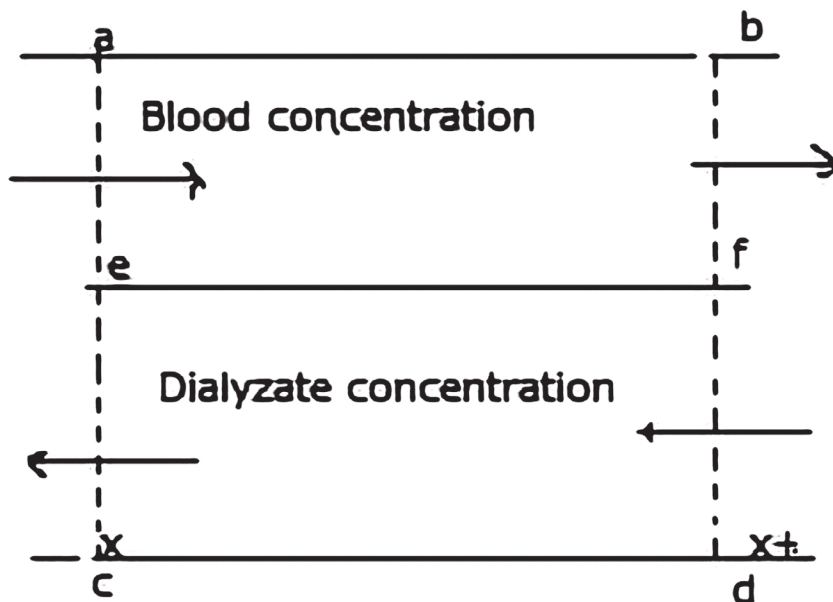 a b
Blood concentration
e f
Dialyzate concentration
x x+
c d